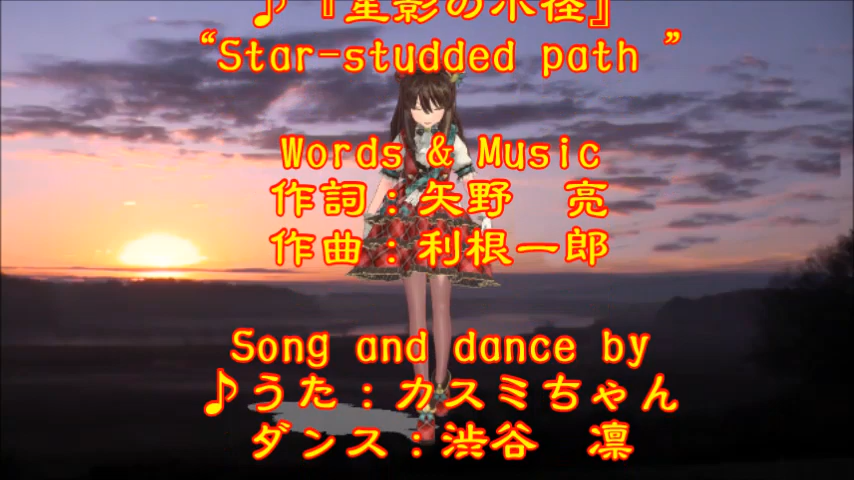 ♪『星影の小径』
“Star-studded path ”
Words & Music
作詞：矢野　亮
作曲：利根一郎
Song and dance by
♪うた：カスミちゃん
ダンス：渋谷　凛